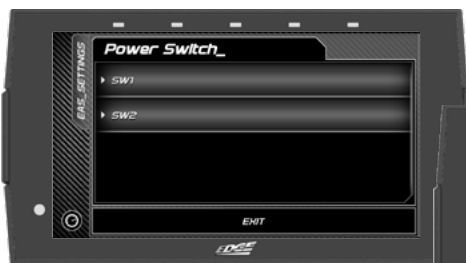 Power Switch_
EAS_SETTINGS
SW1
SW2
EXIT
EDGE